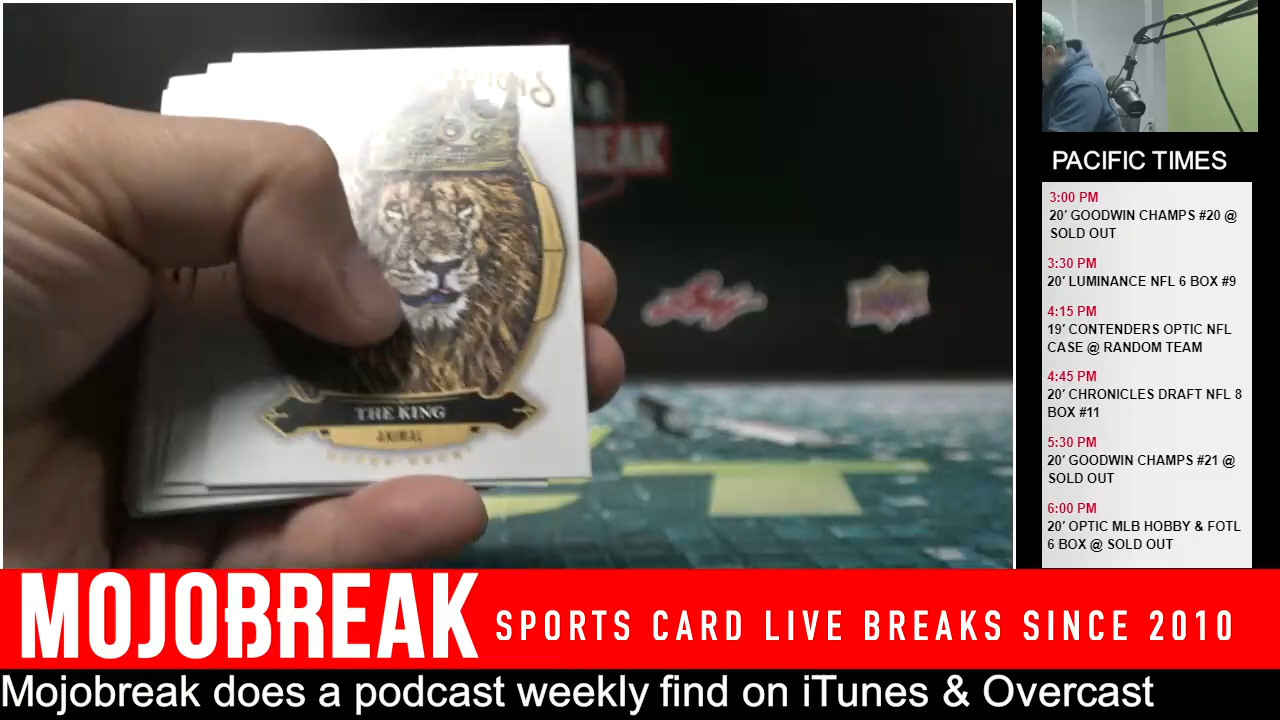 THE KING
ANIMAL
PACIFIC TIMES
3:00 PM
20' GOODWIN CHAMPS #20 @
SOLD OUT
3:30 PM
20' LUMINANCE NFL 6 BOX #9
4:15 PM
19' CONTENDERS OPTIC NFL
CASE @ RANDOM TEAM
4:45 PM
20' CHRONICLES DRAFT NFL 8
BOX #11
5:30 PM
20' GOODWIN CHAMPS #21 @
SOLD OUT
6:00 PM
20' OPTIC MLB HOBBY & FOTL
6 BOX @ SOLD OUT
MOJOBREAK
SPORTS CARD LIVE BREAKS SINCE 2010
Mojobreak does a podcast weekly find on iTunes & Overcast